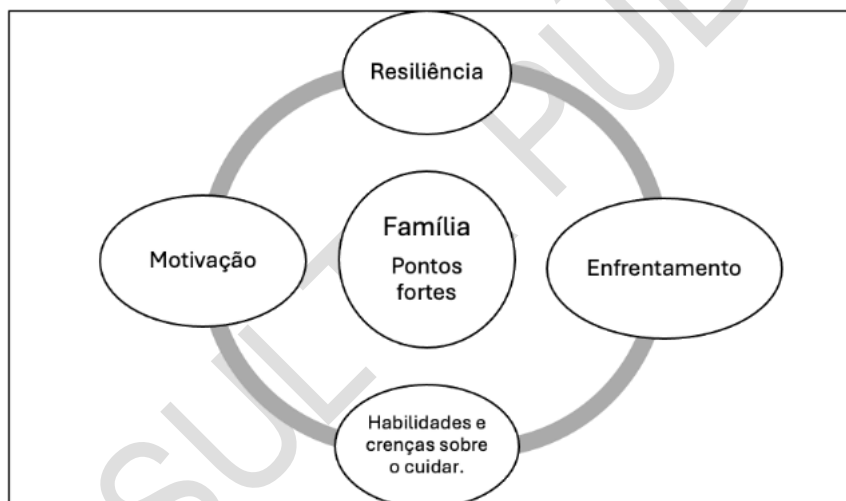 Resiliência
Motivação
Família
Pontos
fortes
Enfrentamento
Habilidades e
crenças sobre
o cuidar.